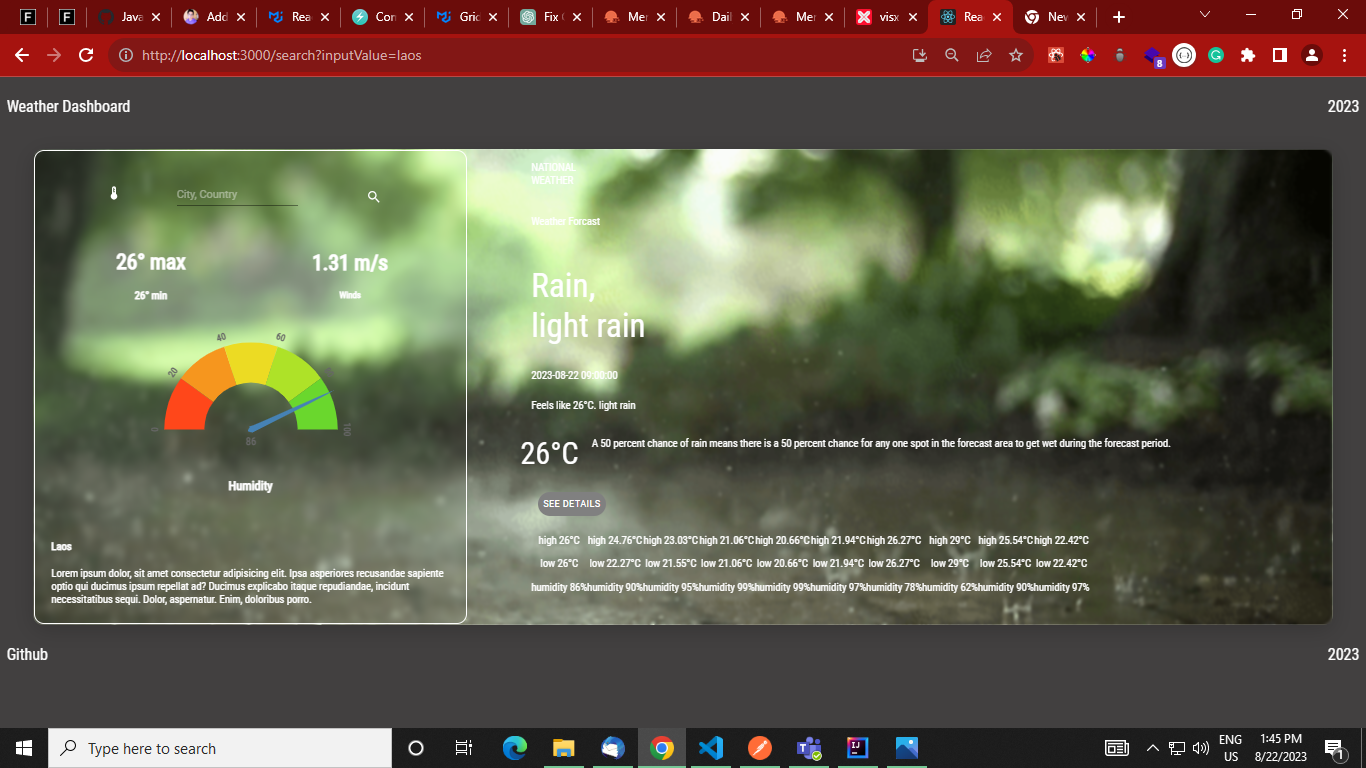 F
F
Java
Add
Rea
Con
Grid
Fix
Mer
Dail
Mer
visx
Rea
Nev
http://localhost:3000/search?inputValue=laos
8
Weather Dashboard
2023
City, Country
26° max
1.31 m/s
26° min
Winds
0
20
40
60
100
86
Humidity
Laos
Lorem ipsum dolor, sit amet consectetur adipisicing elit. Ipsa asperiores recusandae sapiente
optio qui ducimus ipsum repellat ad? Ducimus explicabo itaque repudiandae, incidunt
necessitatibus sequi. Dolor, aspernatur. Enim, doloribus porro.
NATIONAL
WEATHER
Weather Forcast
Rain,
light rain
2023-08-22 09:00:00
Feels like 26°C. light rain
26°C
A 50 percent chance of rain means there is a 50 percent chance for any one spot in the forecast area to get wet during the forecast period.
SEE DETAILS
high 26°C high 24.76°C high 23.03°C high 21.06°C high 20.66°C high 21.94°C high 26.27°C high 29°C high 25.54°C high 22.42°C
low 26°C low 22.27°C low 21.55°C low 21.06°C low 20.66°C low 21.94°C low 26.27°C low 29°C low 25.54°C low 22.42°C
humidity 86% humidity 90% humidity 95% humidity 99% humidity 99% humidity 97% humidity 78% humidity 62% humidity 90% humidity 97%
Github
2023
Type here to search
ENG
US
1:45 PM
8/22/2023
1